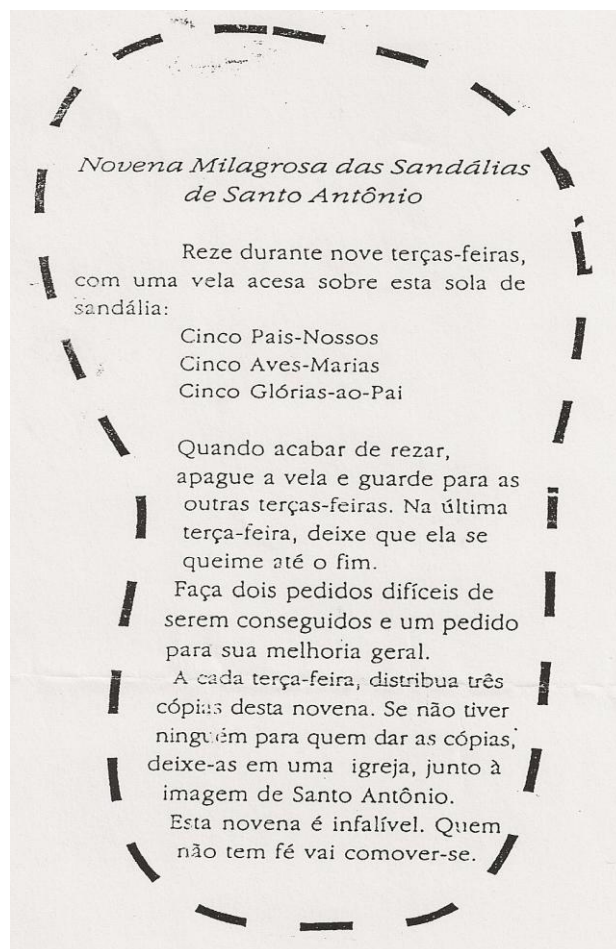 Novena Milagrosa das Sandálias
de Santo Antônio
Reze durante nove terças-feiras,
com uma vela acesa sobre esta sola de
sandália:
Cinco Pais-Nossos
Cinco Aves-Marias
Cinco Glórias-ao-Pai
Quando acabar de rezar,
apague a vela e guarde para as
outras terças-feiras. Na última
terça-feira, deixe que ela se
queime até o fim.
Faça dois pedidos difíceis de
serem conseguidos e um pedido
para sua melhoria geral.
A cada terça-feira, distribua três
cópias desta novena. Se não tiver
ninguém para quem dar as cópias,
deixe-as em uma igreja, junto à
imagem de Santo Antônio.
Esta novena é infalível. Quem
não tem fé vai comover-se.